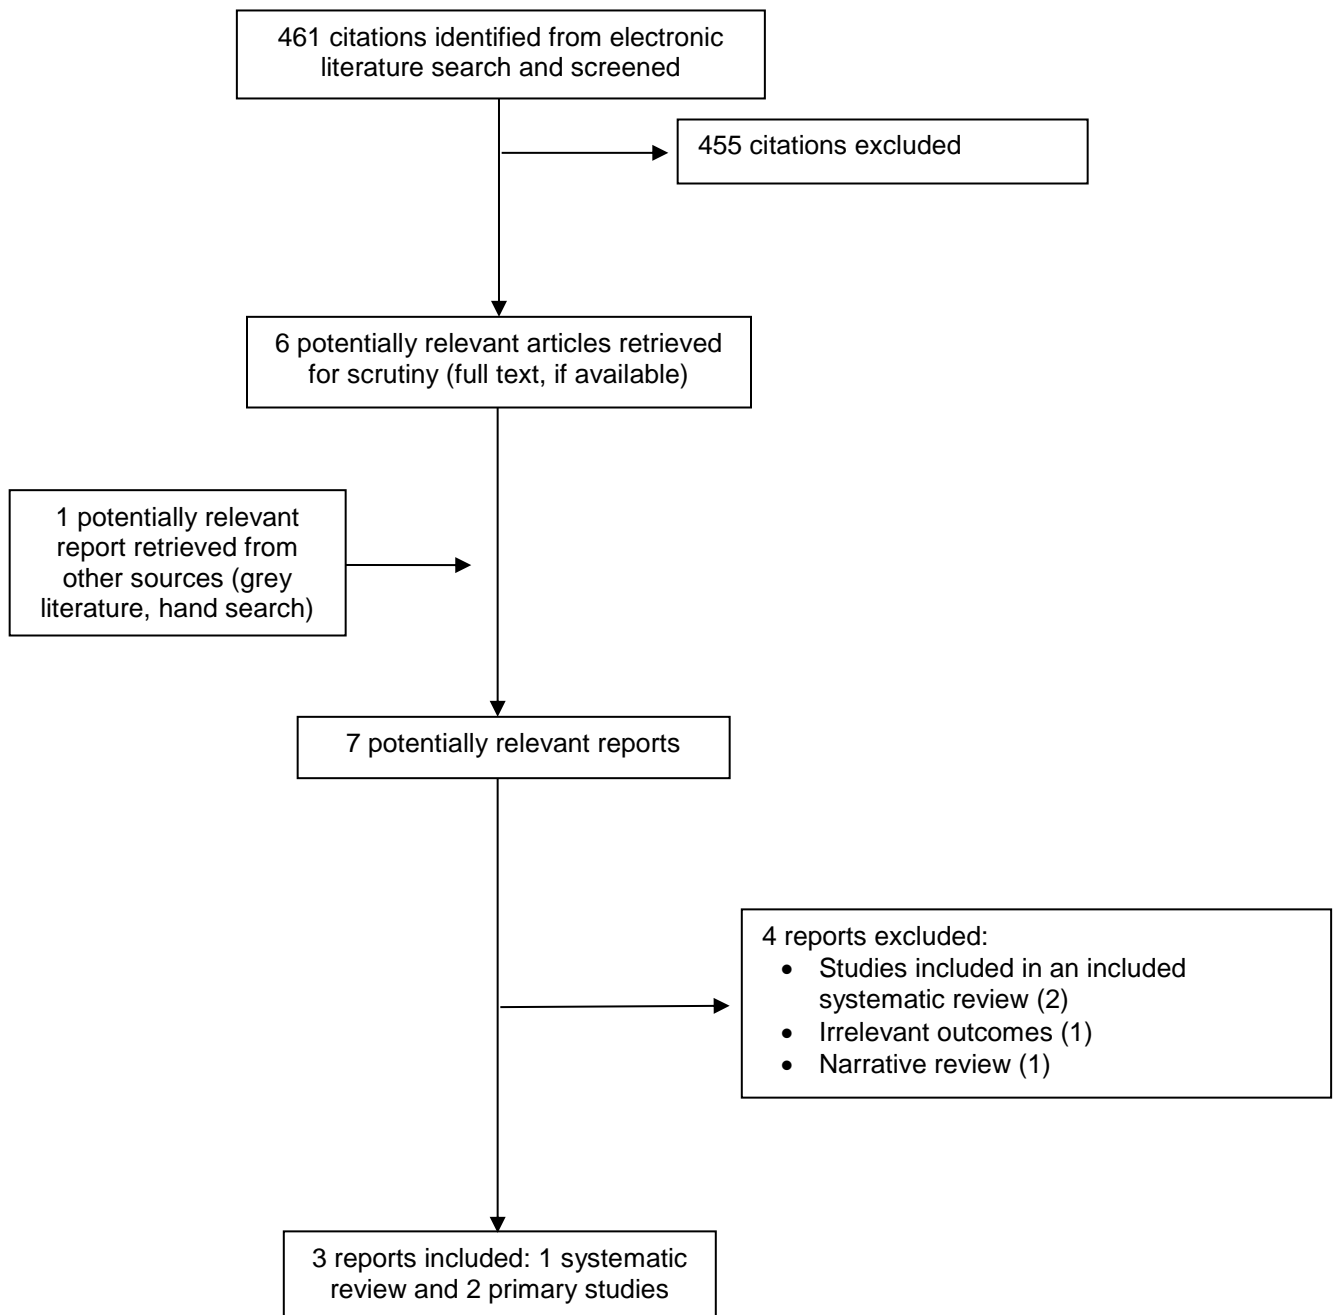 461 citations identified from electronic
literature search and screened
455 citations excluded
6 potentially relevant articles retrieved
for scrutiny (full text, if available)
1 potentially relevant
report retrieved from
other sources (grey
literature, hand search)
7 potentially relevant reports
4 reports excluded:
• Studies included in an included
systematic review (2)
• Irrelevant outcomes (1)
• Narrative review (1)
3 reports included: 1 systematic
review and 2 primary studies